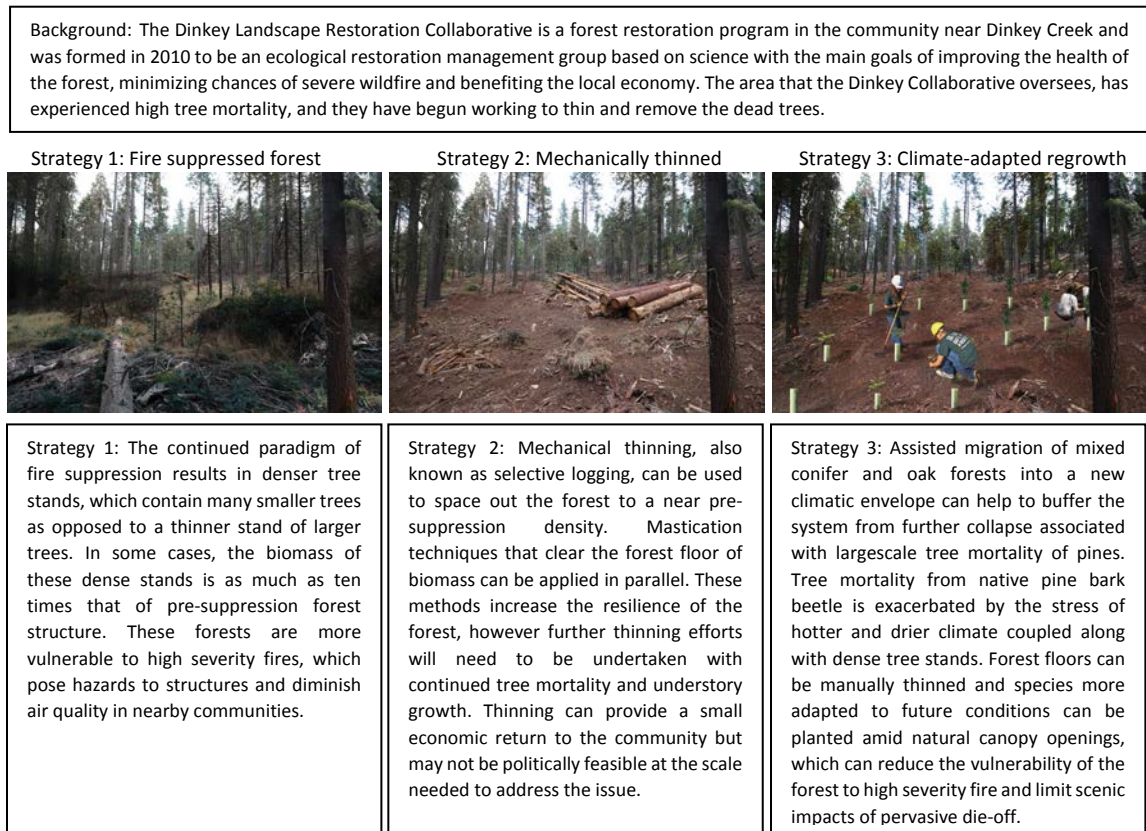 Background: The Dinkey Landscape Restoration Collaborative is a forest restoration program in the community near Dinkey Creek and
was formed in 2010 to be an ecological restoration management group based on science with the main goals of improving the health of
the forest, minimizing chances of severe wildfire and benefiting the local economy. The area that the Dinkey Collaborative oversees, has
experienced high tree mortality, and they have begun working to thin and remove the dead trees.
Strategy 1: Fire suppressed forest
Strategy 2: Mechanically thinned
Strategy 3: Climate-adapted regrowth
Strategy 1: The continued paradigm of
fire suppression results in denser tree
stands, which contain many smaller trees
as opposed to a thinner stand of larger
trees. In some cases, the biomass of
these dense stands is as much as ten
times that of pre-suppression forest
structure. These forests are more
vulnerable to high severity fires, which
pose hazards to structures and diminish
air quality in nearby communities.
Strategy 2: Mechanical thinning, also
known as selective logging, can be used
to space out the forest to a near pre-
suppression density. Mastication
techniques that clear the forest floor of
biomass can be applied in parallel. These
methods increase the resilience of the
forest, however further thinning efforts
will need to be undertaken with
continued tree mortality and understory
growth. Thinning can provide a small
economic return to the community but
may not be politically feasible at the scale
needed to address the issue.
Strategy 3: Assisted migration of mixed
conifer and oak forests into a new
climatic envelope can help to buffer the
system from further collapse associated
with largescale tree mortality of pines.
Tree mortality from native pine bark
beetle is exacerbated by the stress of
hotter and drier climate coupled along
with dense tree stands. Forest floors can
be manually thinned and species more
adapted to future conditions can be
planted amid natural canopy openings,
which can reduce the vulnerability of the
forest to high severity fire and limit scenic
impacts of pervasive die-off.